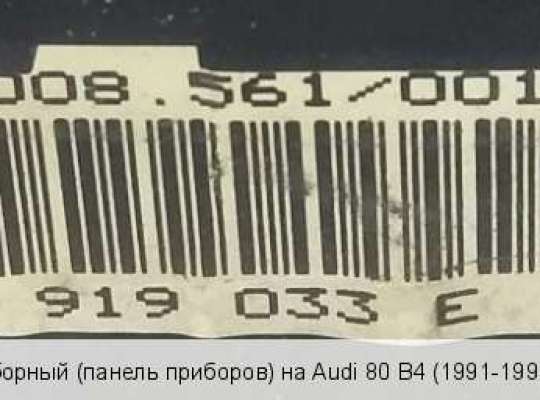 008.561/001
919 033 E
борный (панель приборов) на Audi 80 B4 (1991-199